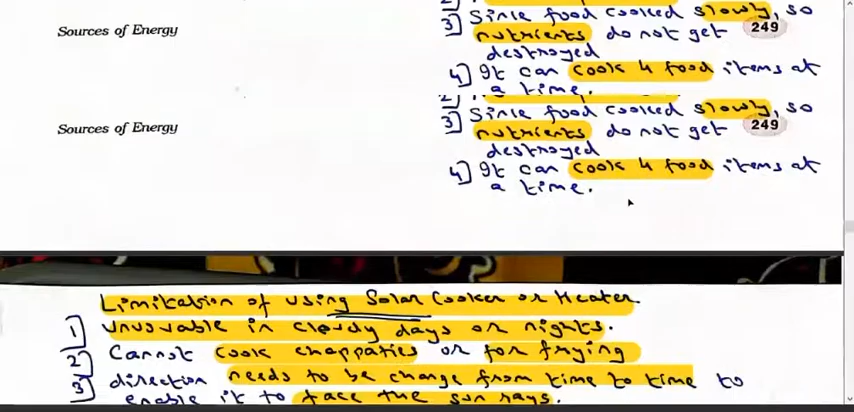 3] Since food cooked slowly, so
Sources of Energy
nutrients do not get
249
destroyed
4] It can cook 4 food items at
a time.
3] Since food cooked slowly, so
Sources of Energy
nutrients do not get
249
destroyed
4] It can cook 4 food items at
a time.
Limitation of using Solar Cooker or Heater
1] Unusable in cloudy days or nights.
2] Cannot cook chappaties or for frying
3] direction needs to be change from time to time to
enable it to face the sun rays.